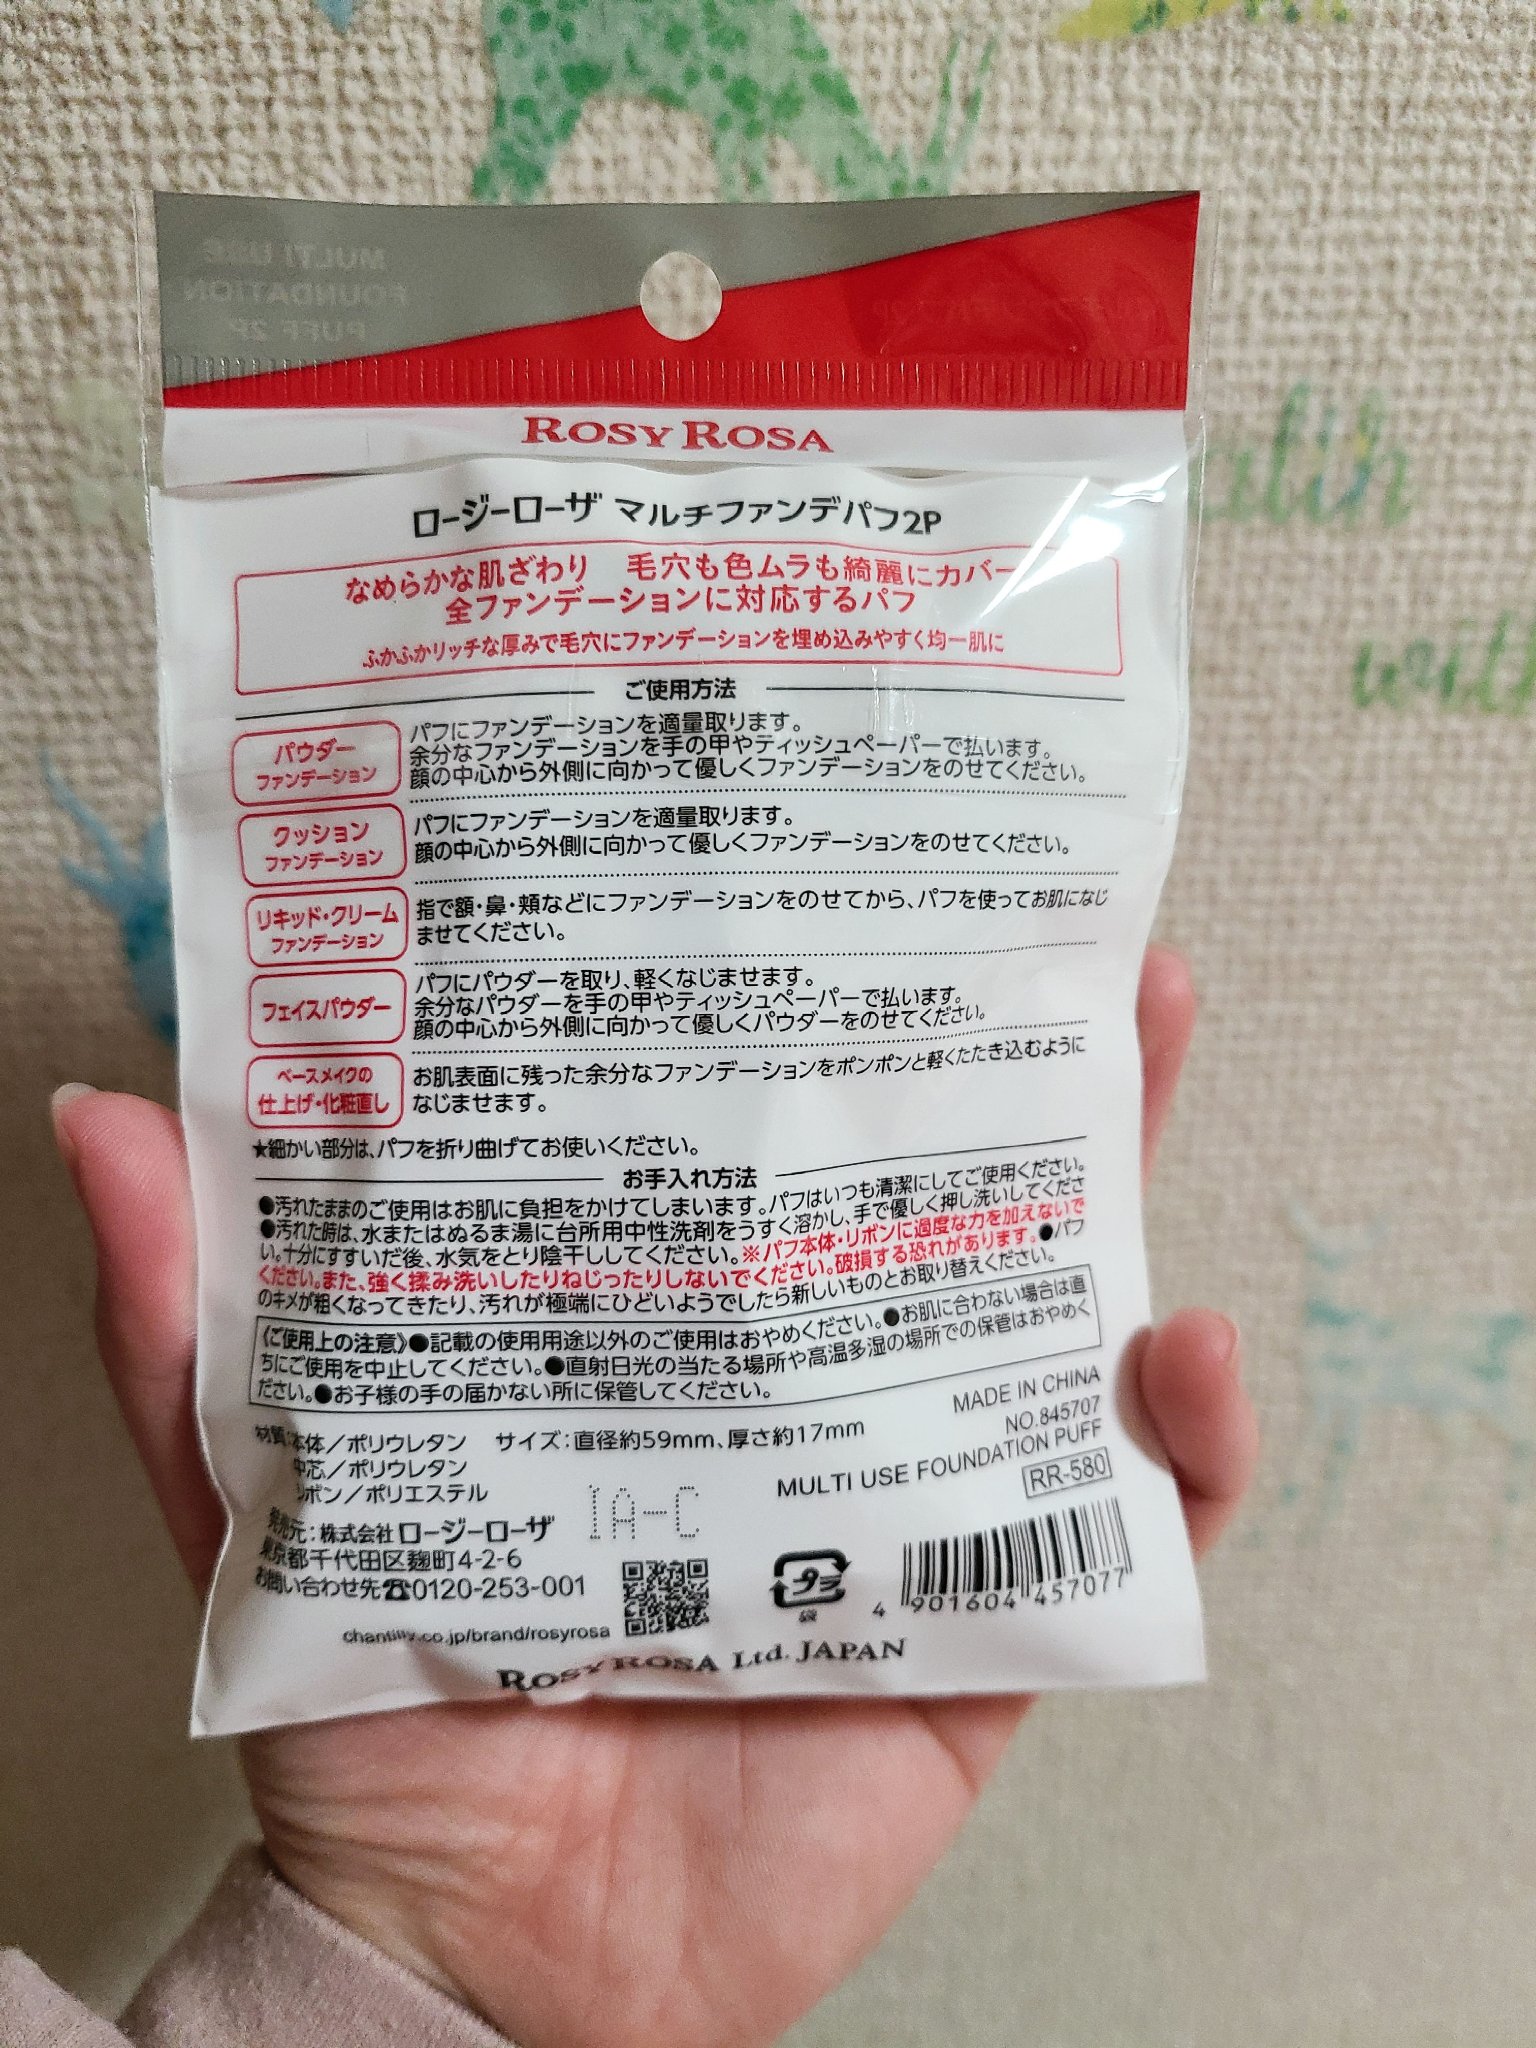 MULTI USE
FOUNDATION
PUFF 2P
ROSY ROSA
ロージーローザ マルチファンデパフ2P
なめらかな肌ざわり 毛穴も色ムラも綺麗にカバー
全ファンデーションに対応するパフ
ふかふかリッチな厚みで毛穴にファンデーションを埋め込みやすく均一肌に
ご使用方法
パウダー
ファンデーション
パフにファンデーションを適量取ります。
余分なファンデーションを手の甲やティッシュペーパーで払います。
顔の中心から外側に向かって優しくファンデーションをのせてください。
クッション
ファンデーション
パフにファンデーションを適量取ります。
顔の中心から外側に向かって優しくファンデーションをのせてください。
リキッド・クリーム
ファンデーション
指で額・鼻・頬などにファンデーションをのせてから、パフを使ってお肌になじ
ませてください。
フェイスパウダー
パフにパウダーを取り、軽くなじませます。
余分なパウダーを手の甲やティッシュペーパーで払います。
顔の中心から外側に向かって優しくパウダーをのせてください。
ベースメイクの
仕上げ・化粧直し
お肌表面に残った余分なファンデーションをポンポンと軽くたたき込むように
なじませます。
★細かい部分は、パフを折り曲げてお使いください。
お手入れ方法
●汚れたままのご使用はお肌に負担をかけてしまいます。パフはいつも清潔にしてご使用ください。
●汚れた時は、水またはぬるま湯に台所用中性洗剤をうすく溶かし、手で優しく押し洗いしてくださ
い。十分にすすいだ後、水気をとり陰干ししてください。※パフ本体・リボンに過度な力を加えないで
ください。また、強く揉み洗いしたりねじったりしないでください。破損する恐れがあります。●パフ
のキメが粗くなってきたり、汚れが極端にひどいようでしたら新しいものとお取り替えください。
《ご使用上の注意》●記載の使用用途以外のご使用はおやめください。●お肌に合わない場合は直
ちにご使用を中止してください。●直射日光の当たる場所や高温多湿の場所での保管はおやめく
ださい。●お子様の手の届かない所に保管してください。
材質:本体／ポリウレタン サイズ:直径約59mm、厚さ約17mm
中芯／ポリウレタン
リボン／ポリエステル
MADE IN CHINA
NO.845707
MULTI USE FOUNDATION PUFF
RR-580
1A-C
発売元:株式会社ロージーローザ
東京都千代田区麹町4-2-6
お問い合わせ先☎0120-253-001
chantilly.co.jp/brand/rosyrosa
プラ
袋
4 901604 457077
ROSY ROSA Ltd. JAPAN